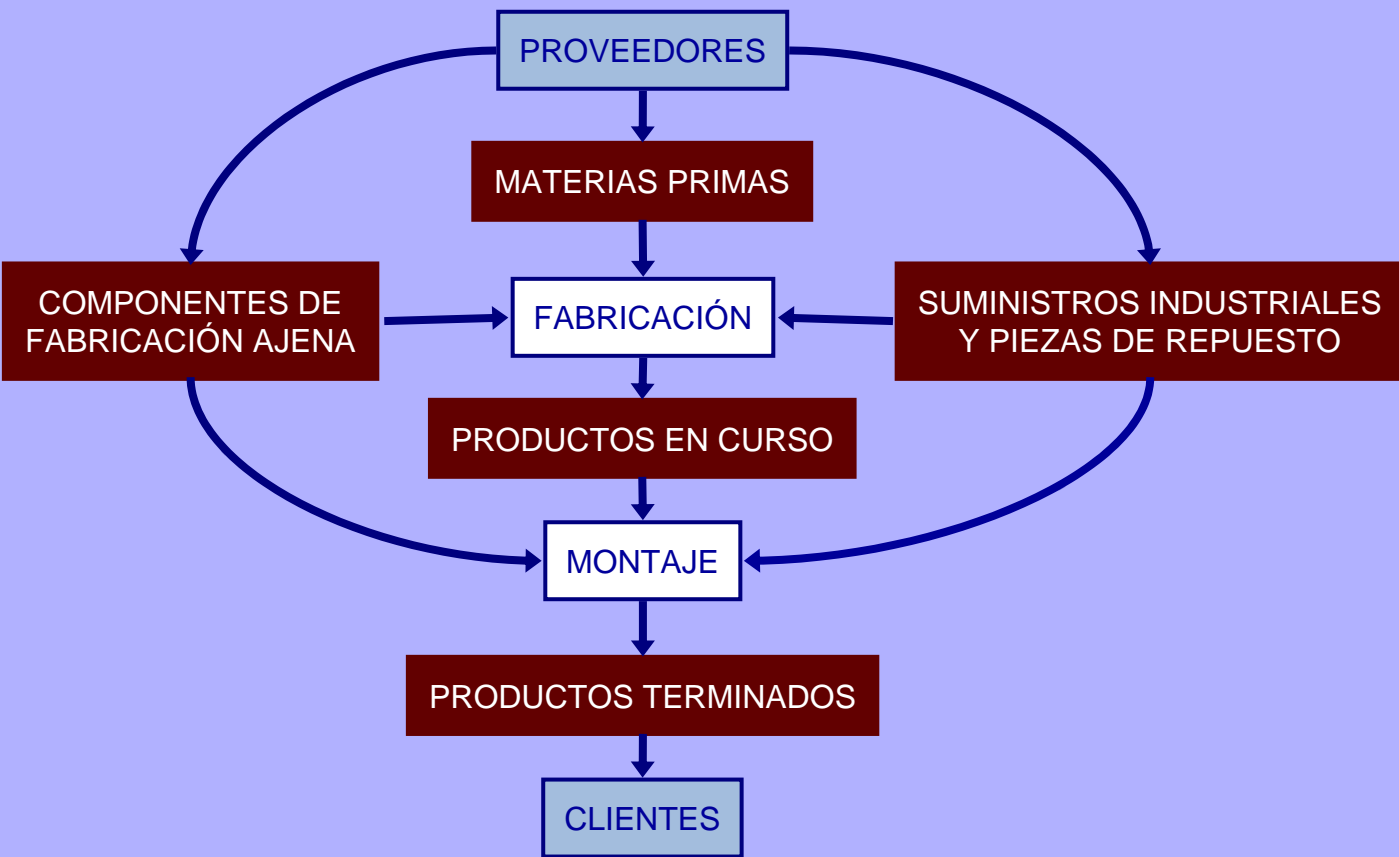 PROVEEDORES
MATERIAS PRIMAS
COMPONENTES DE
FABRICACIÓN AJENA
FABRICACIÓN
SUMINISTROS INDUSTRIALES
Y PIEZAS DE REPUESTO
PRODUCTOS EN CURSO
MONTAJE
PRODUCTOS TERMINADOS
CLIENTES